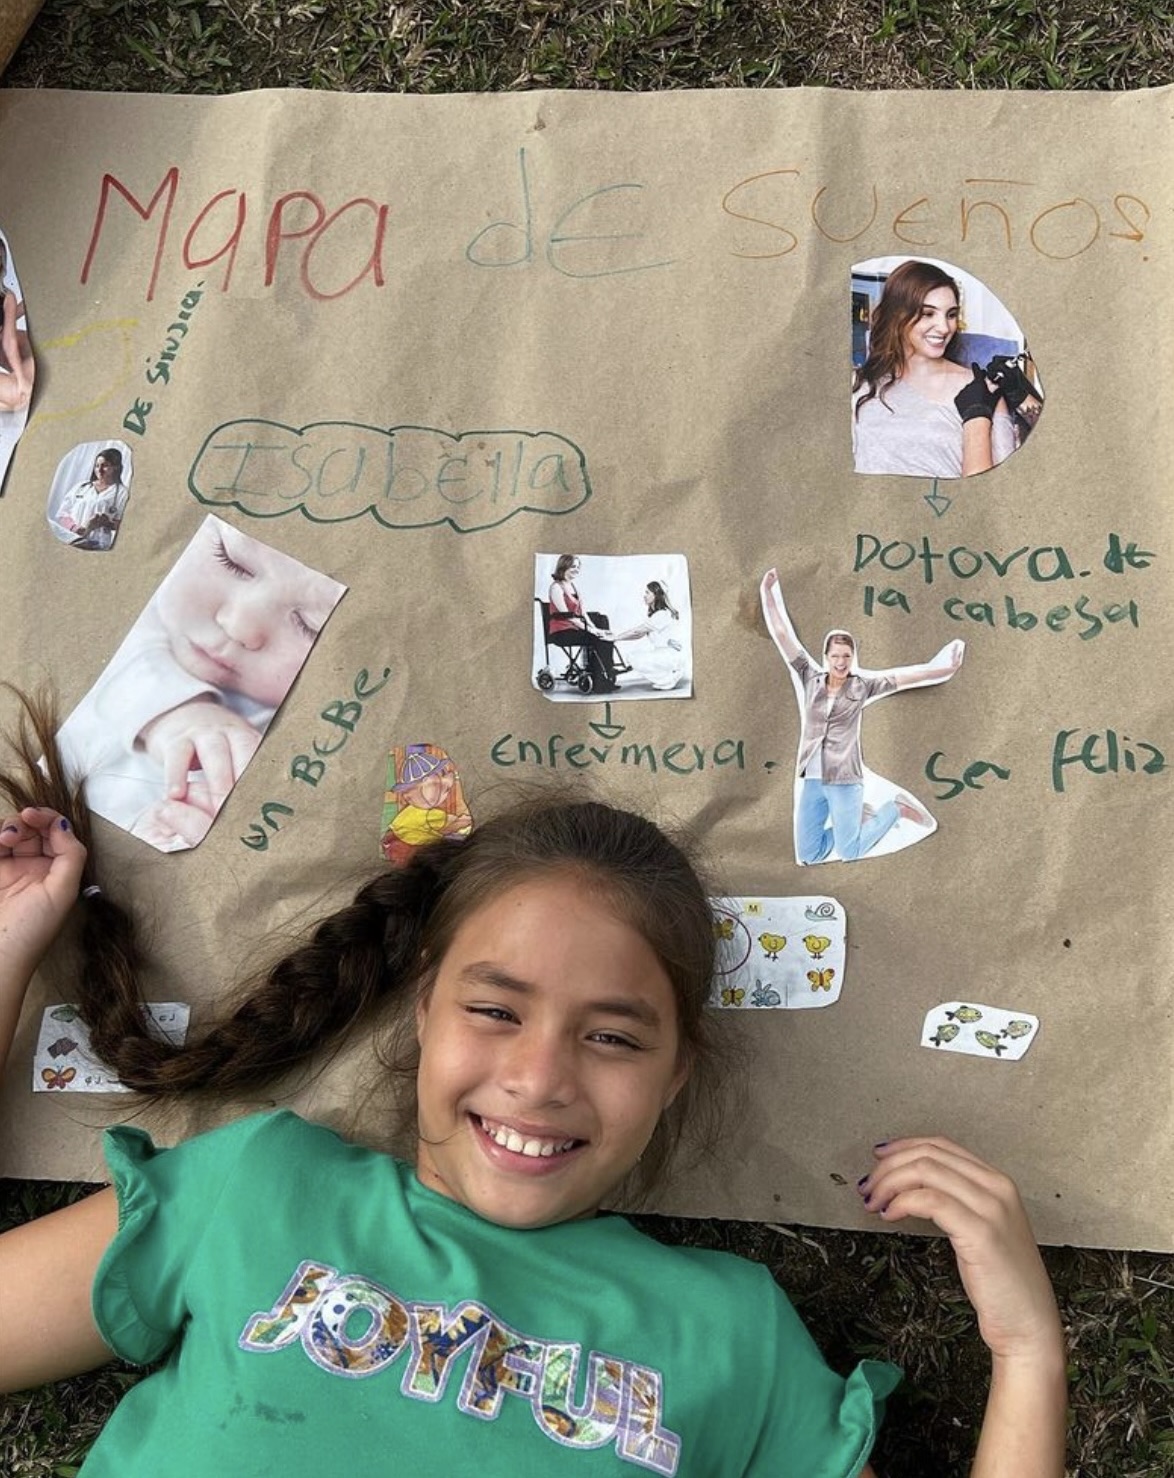 Mapa de Sueños.
De sirujia.
Isabella
Dotora. de
la cabesa
un Bebe.
Enfermera.
Ser Feliz
M
JOYFUL